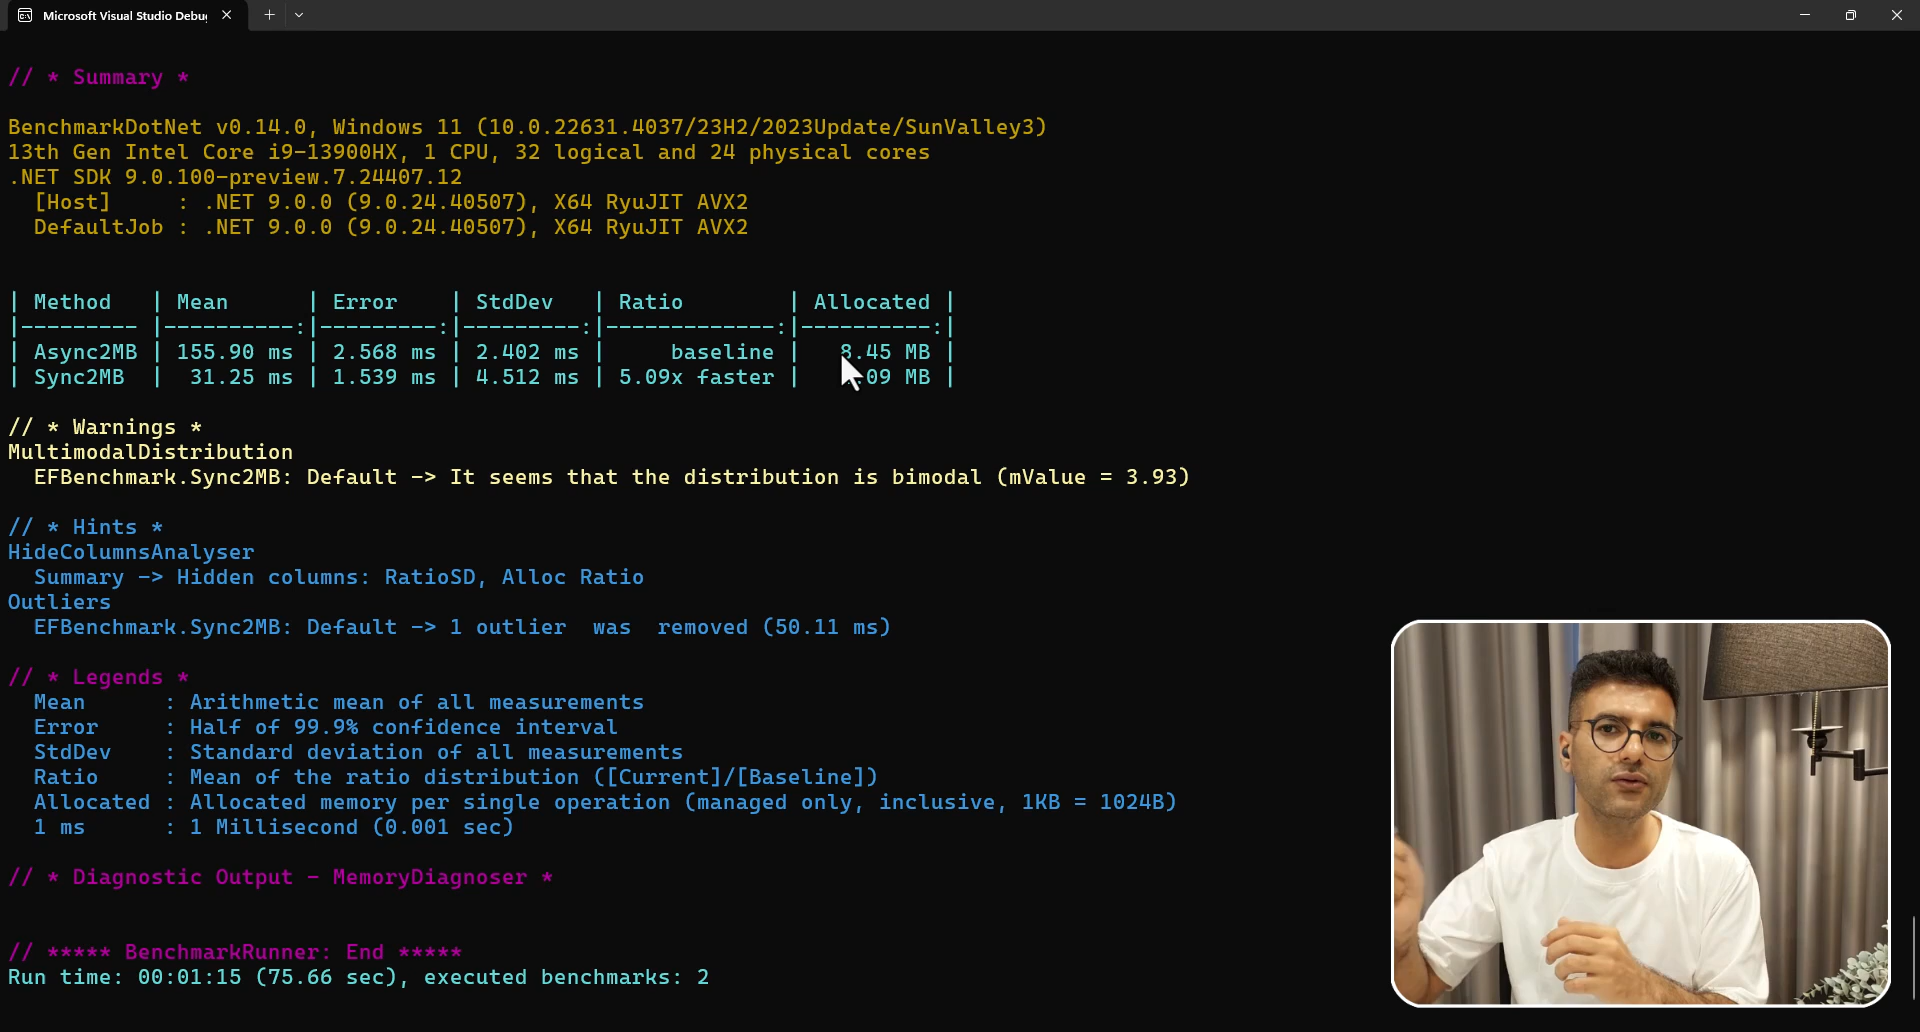 Microsoft Visual Studio Debu
// * Summary *
BenchmarkDotNet v0.14.0, Windows 11 (10.0.22631.4037/23H2/2023Update/SunValley3)
13th Gen Intel Core i9-13900HX, 1 CPU, 32 logical and 24 physical cores
.NET SDK 9.0.100-preview.7.24407.12
[Host]     : .NET 9.0.0 (9.0.24.40507), X64 RyuJIT AVX2
DefaultJob : .NET 9.0.0 (9.0.24.40507), X64 RyuJIT AVX2
| Method   | Mean      | Error    | StdDev   | Ratio        | Allocated |
|--------- |----------:|---------:|---------:|-------------:|----------:|
| Async2MB | 155.90 ms | 2.568 ms | 2.402 ms |     baseline |   8.45 MB |
| Sync2MB  |  31.25 ms | 1.539 ms | 4.512 ms | 5.09x faster |   .09 MB |
// * Warnings *
MultimodalDistribution
EFBenchmark.Sync2MB: Default -> It seems that the distribution is bimodal (mValue = 3.93)
// * Hints *
HideColumnsAnalyser
Summary -> Hidden columns: RatioSD, Alloc Ratio
Outliers
EFBenchmark.Sync2MB: Default -> 1 outlier  was  removed (50.11 ms)
// * Legends *
Mean      : Arithmetic mean of all measurements
Error     : Half of 99.9% confidence interval
StdDev    : Standard deviation of all measurements
Ratio     : Mean of the ratio distribution ([Current]/[Baseline])
Allocated : Allocated memory per single operation (managed only, inclusive, 1KB = 1024B)
1 ms      : 1 Millisecond (0.001 sec)
// * Diagnostic Output - MemoryDiagnoser *
// ***** BenchmarkRunner: End *****
Run time: 00:01:15 (75.66 sec), executed benchmarks: 2